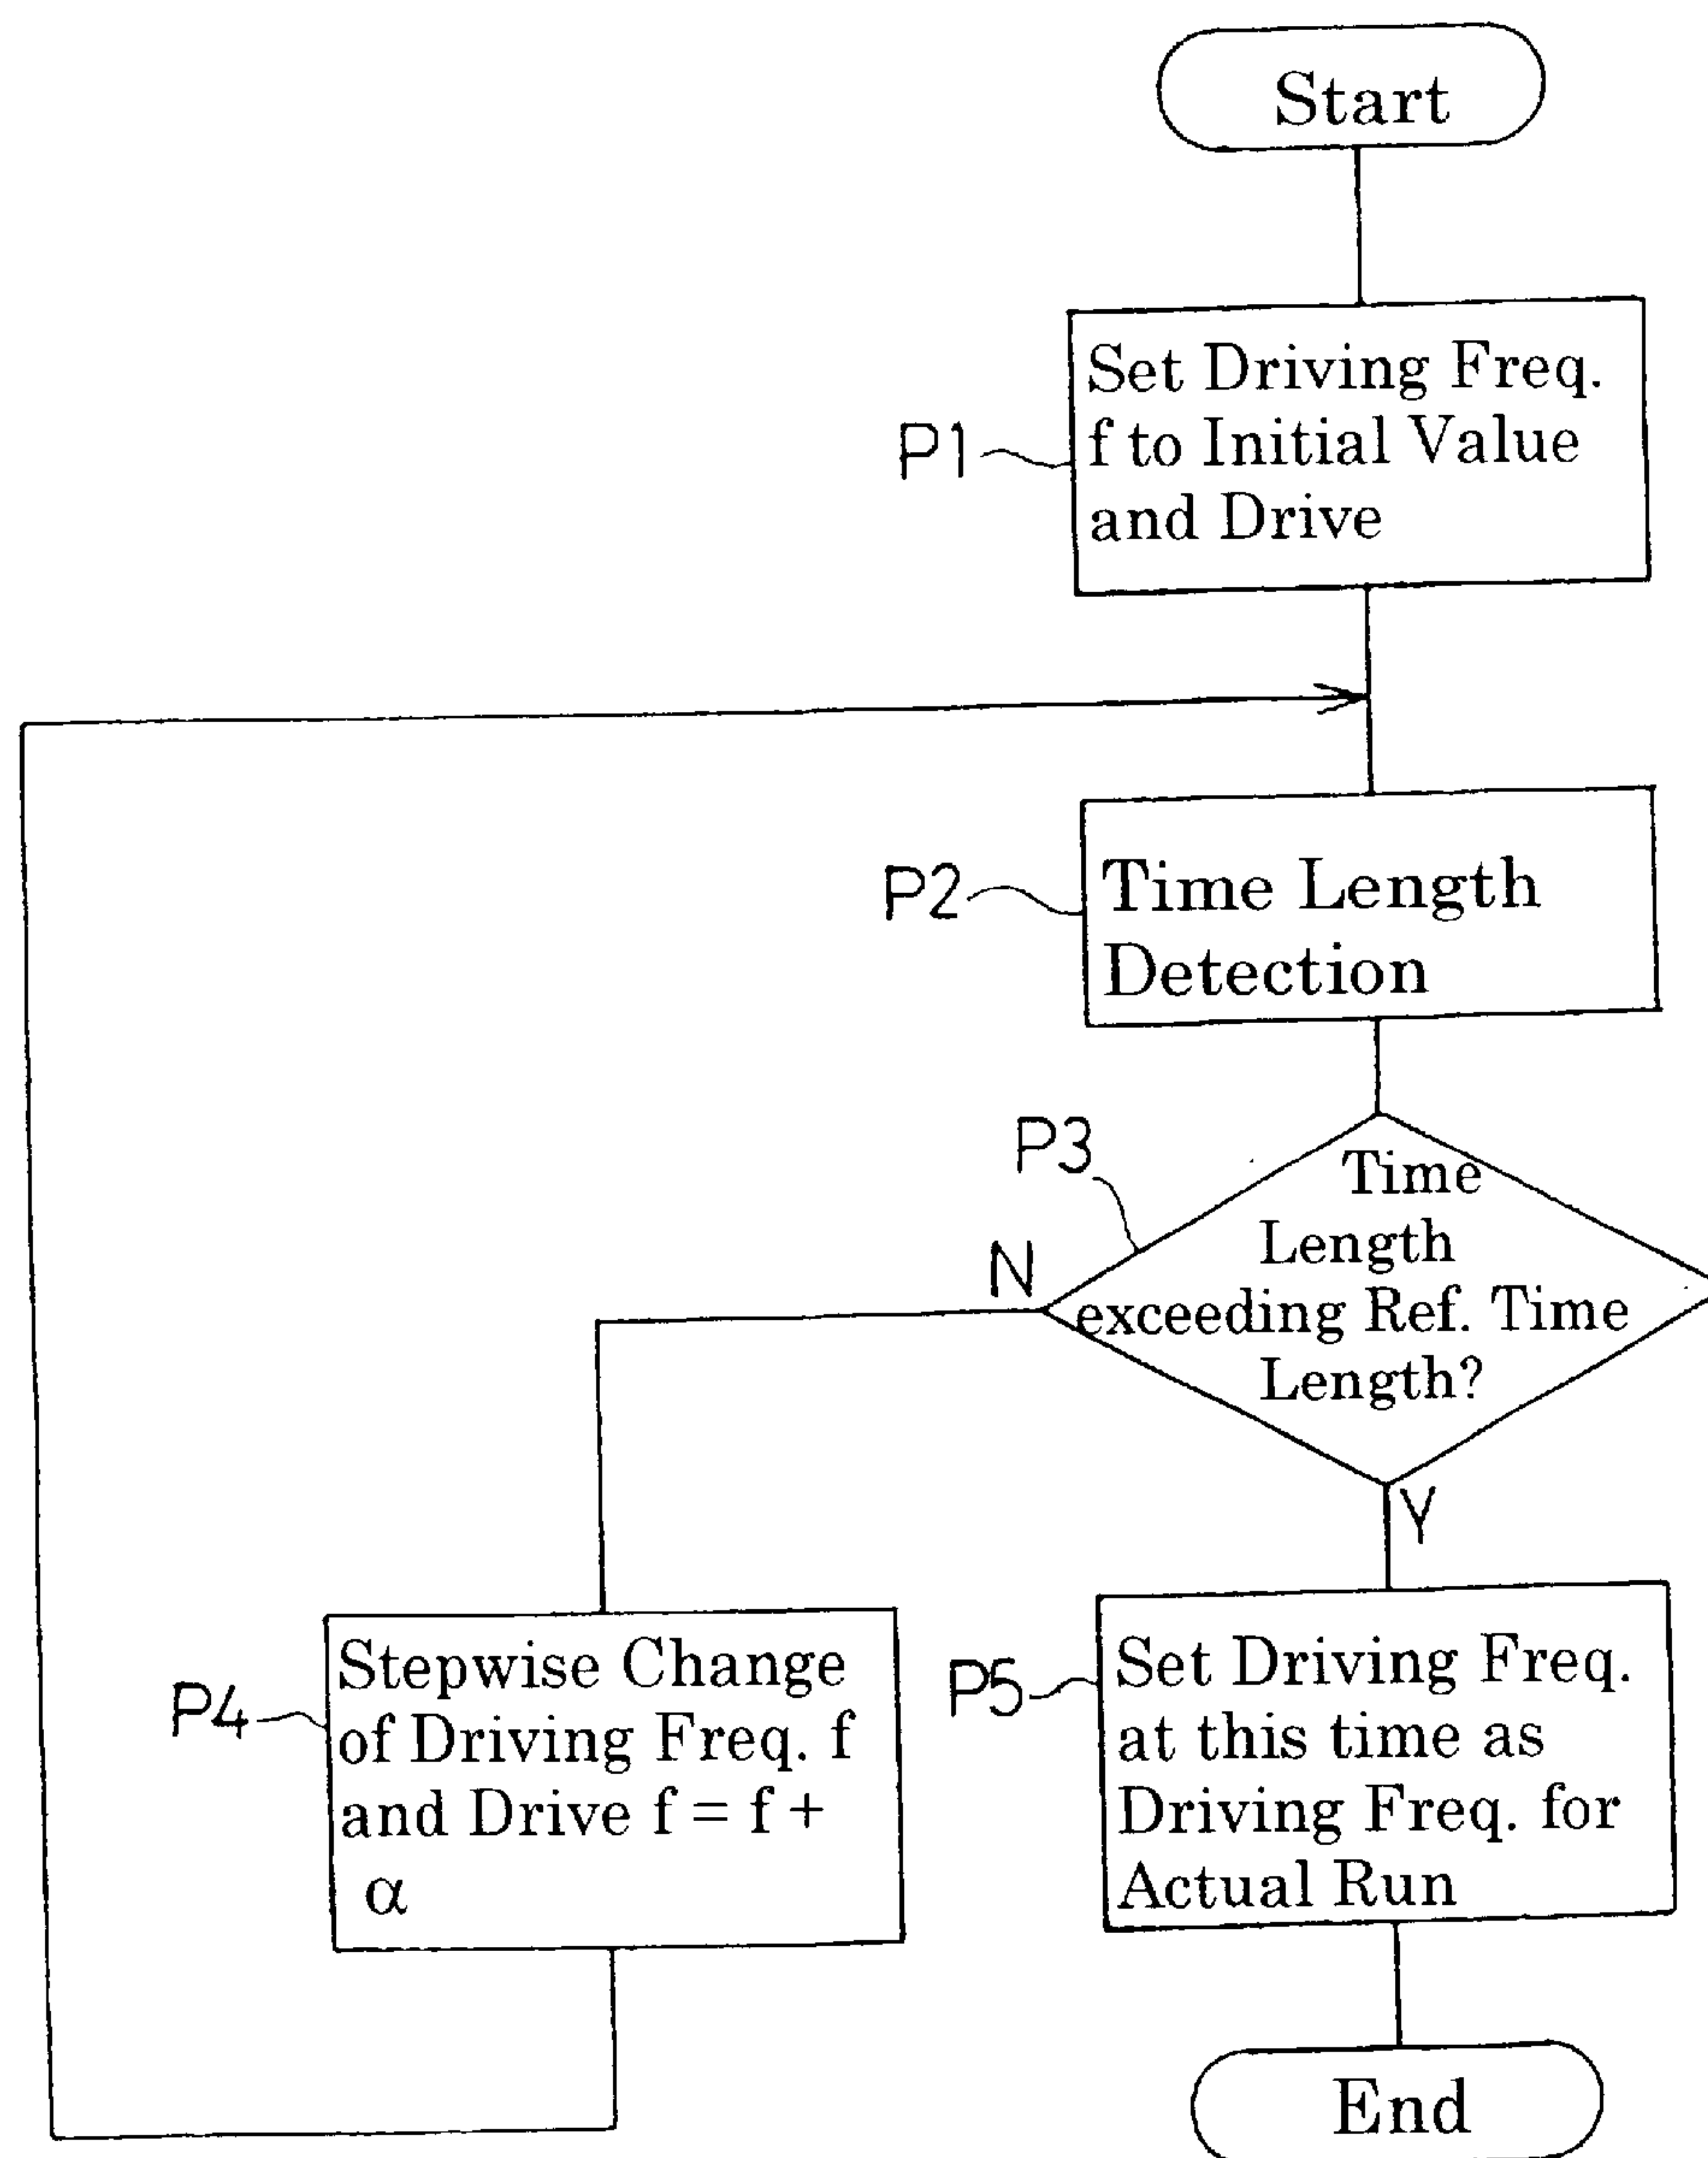 Start
P1
Set Driving Freq.
f to Initial Value
and Drive
P2
Time Length
Detection
P3
Time
Length
exceeding Ref. Time
Length?
N
Y
P4
Stepwise Change
of Driving Freq. f
and Drive f = f +
α
P5
Set Driving Freq.
at this time as
Driving Freq. for
Actual Run
End